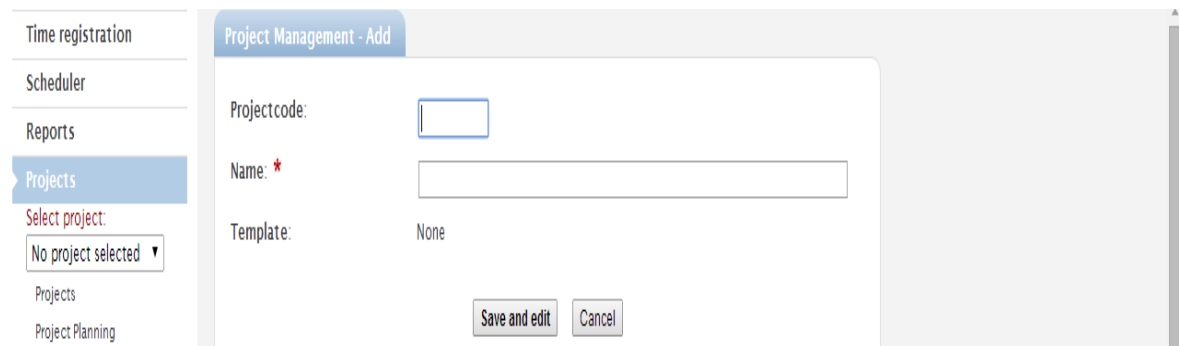 Time registration
Scheduler
Reports
Projects
Select project:
No project selected
Projects
Project Planning
Project Management - Add
Projectcode:
Name: *
Template: None
Save and edit Cancel